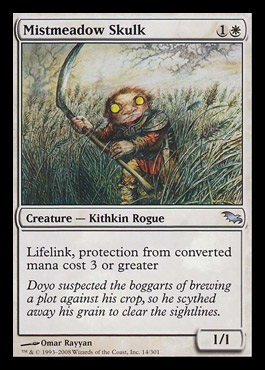 Mistmeadow Skulk 1
Creature — Kithkin Rogue
Lifelink, protection from converted
mana cost 3 or greater
Doyo suspected the boggarts of brewing
a plot against his crop, so he scythed
away his grain to clear the sightlines.
Omar Rayyan
1/1
™ & © 1993–2008 Wizards of the Coast, Inc. 14/301